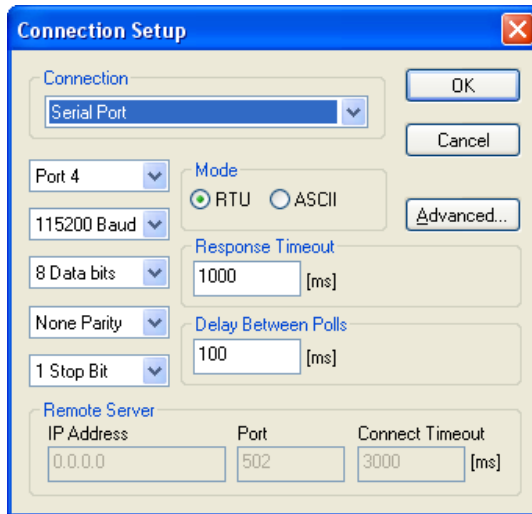 Connection Setup
Connection
Serial Port
OK
Cancel
Port 4
Mode
RTU ASCII
Advanced...
115200 Baud
Response Timeout
8 Data bits
1000 [ms]
None Parity
Delay Between Polls
100 [ms]
1 Stop Bit
Remote Server
IP Address Port Connect Timeout
0.0.0.0 502 3000 [ms]